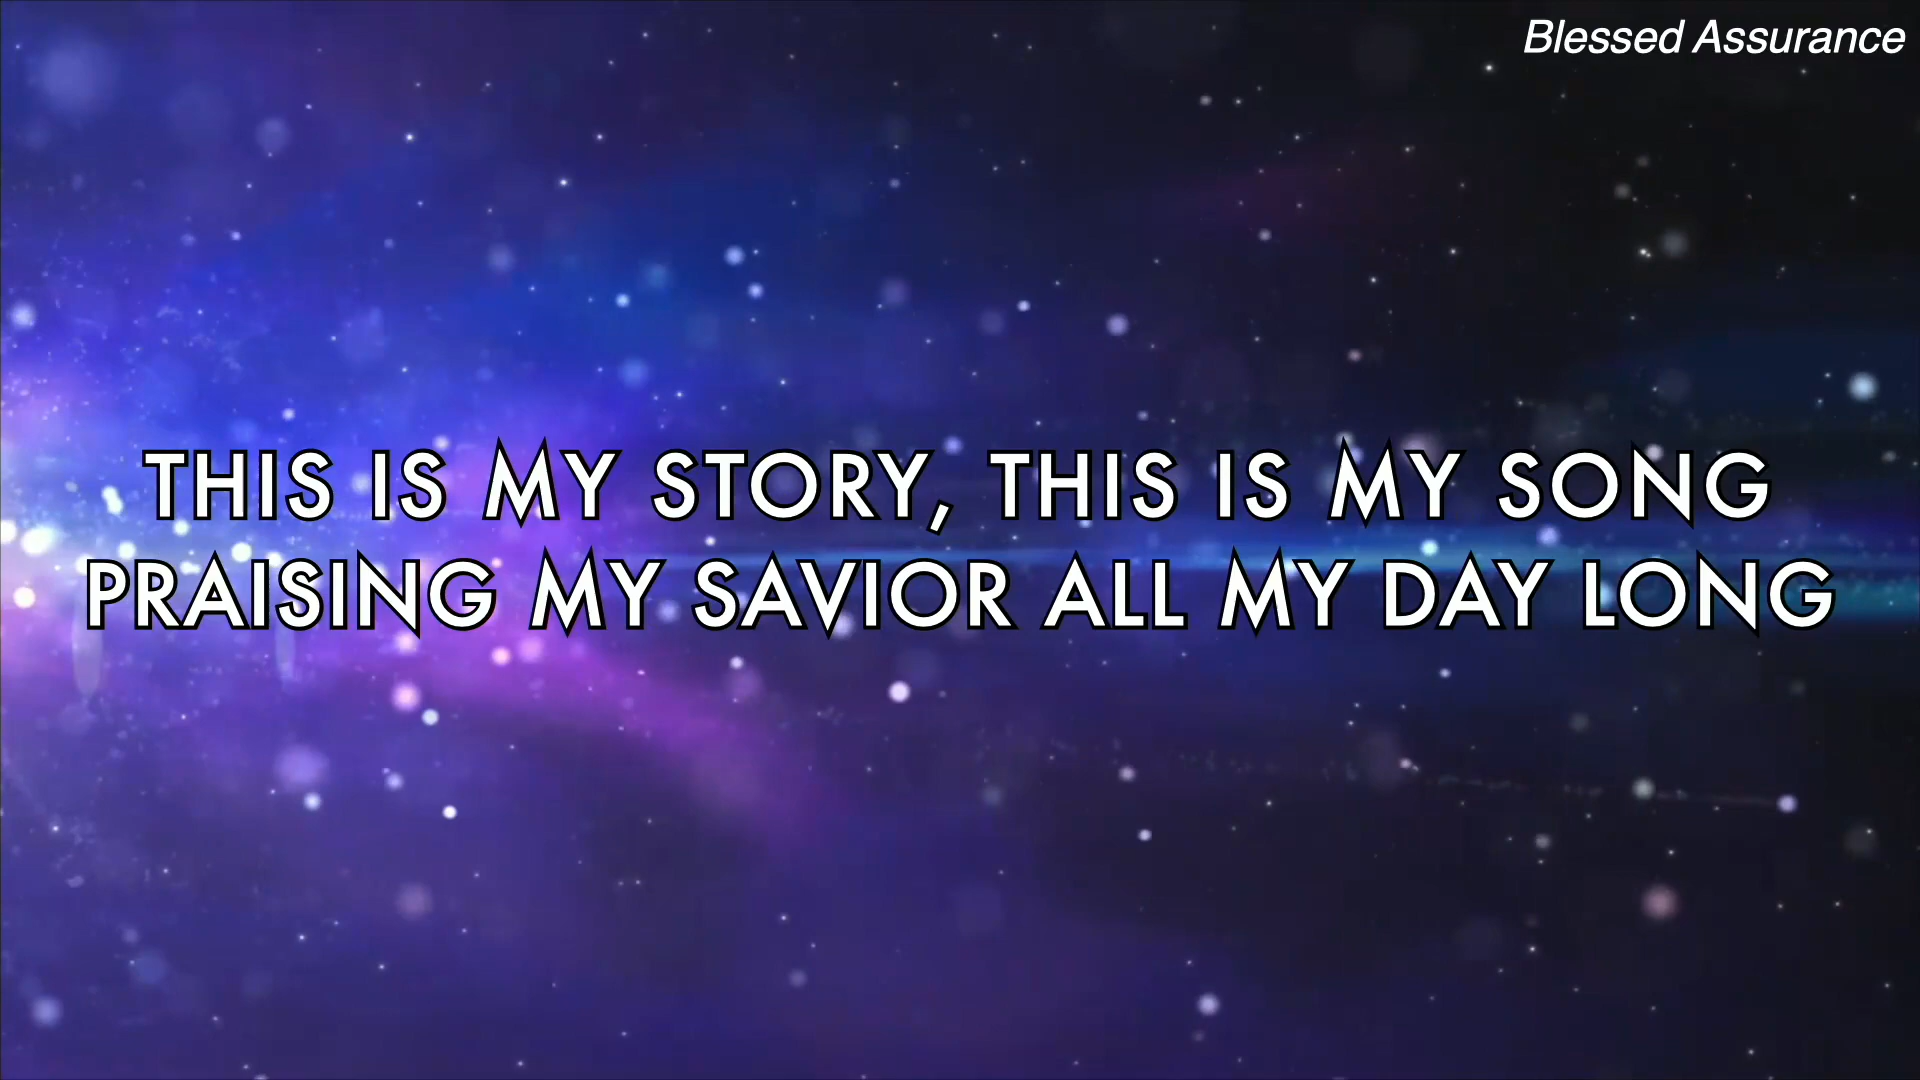 Blessed Assurance
THIS IS MY STORY, THIS IS MY SONG
PRAISING MY SAVIOR ALL MY DAY LONG